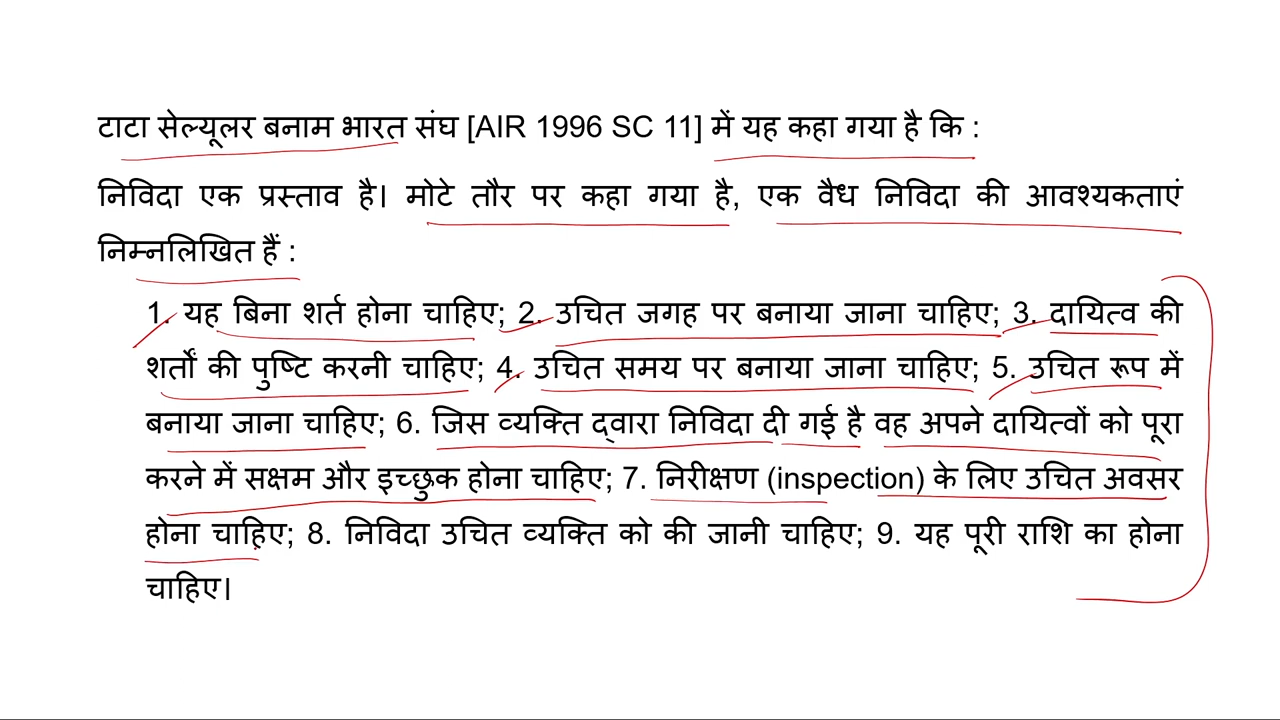 टाटा सेल्यूलर बनाम भारत संघ [AIR 1996 SC 11] में यह कहा गया है कि :
निविदा एक प्रस्ताव है। मोटे तौर पर कहा गया है, एक वैध निविदा की आवश्यकताएं
निम्नलिखित हैं :
1. यह बिना शर्त होना चाहिए; 2. उचित जगह पर बनाया जाना चाहिए; 3. दायित्व की
शर्तों की पुष्टि करनी चाहिए; 4. उचित समय पर बनाया जाना चाहिए; 5. उचित रूप में
बनाया जाना चाहिए; 6. जिस व्यक्ति द्वारा निविदा दी गई है वह अपने दायित्वों को पूरा
करने में सक्षम और इच्छुक होना चाहिए; 7. निरीक्षण (inspection) के लिए उचित अवसर
होना चाहिए; 8. निविदा उचित व्यक्ति को की जानी चाहिए; 9. यह पूरी राशि का होना
चाहिए।